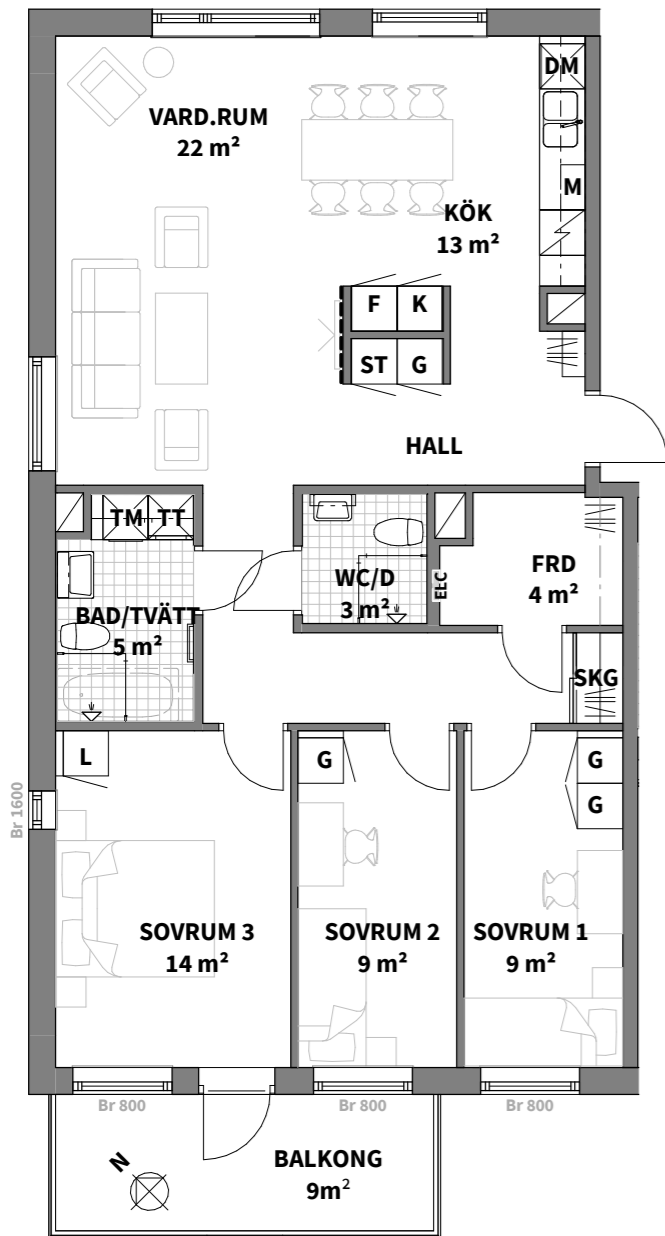 DM
VARD.RUM
22 m²
M
KÖK
13 m²
F K
ST G
HALL
TM TT
WC/D
3 m²
ELC
FRD
4 m²
BAD/TVÄTT
5 m²
SKG
L
G
G
G
Br 1600
SOVRUM 3
14 m²
SOVRUM 2
9 m²
SOVRUM 1
9 m²
Br 800
Br 800
Br 800
N
BALKONG
9m²